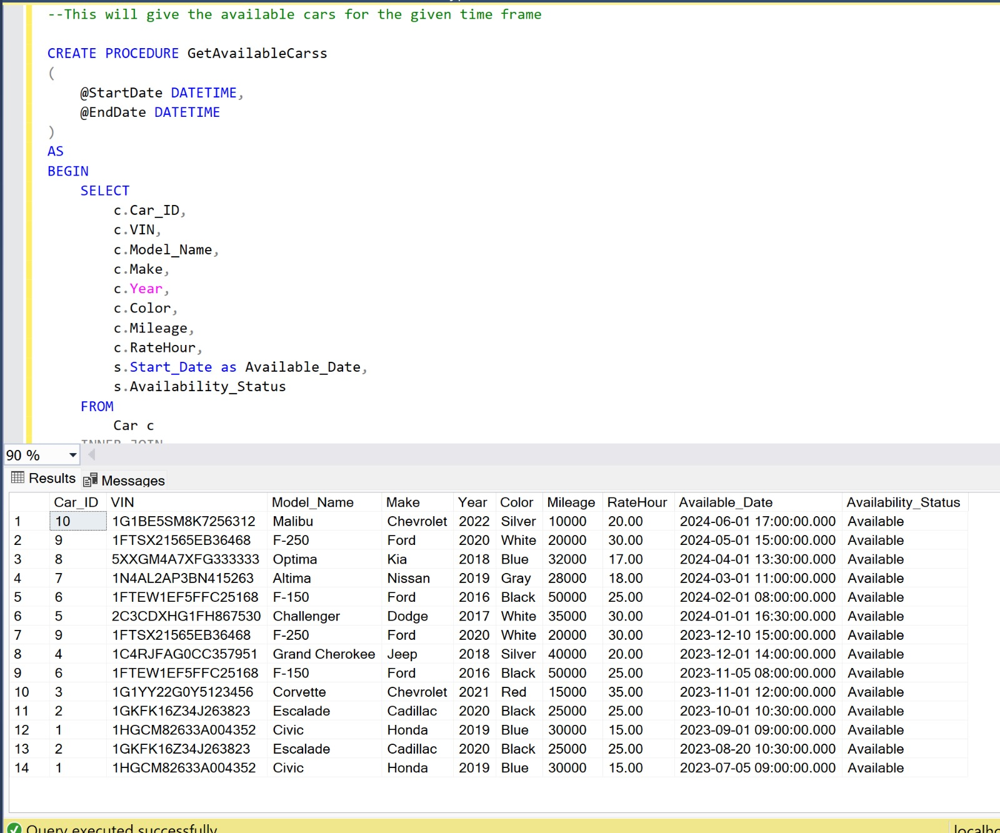 --This will give the available cars for the given time frame
CREATE PROCEDURE GetAvailableCarss
(
@StartDate DATETIME,
@EndDate DATETIME
)
AS
BEGIN
SELECT
c.Car_ID,
c.VIN,
c.Model_Name,
c.Make,
c.Year,
c.Color,
c.Mileage,
c.RateHour,
s.Start_Date as Available_Date,
s.Availability_Status
FROM
Car c
INNER JOIN
90 %
Results Messages
Car_ID VIN Model_Name Make Year Color Mileage RateHour Available_Date Availability_Status
1 10 1G1BE5SM8K7256312 Malibu Chevrolet 2022 Silver 10000 20.00 2024-06-01 17:00:00.000 Available
2 9 1FTSX21565EB36468 F-250 Ford 2020 White 20000 30.00 2024-05-01 15:00:00.000 Available
3 8 5XXGM4A7XFG333333 Optima Kia 2018 Blue 32000 17.00 2024-04-01 13:30:00.000 Available
4 7 1N4AL2AP3BN415263 Altima Nissan 2019 Gray 28000 18.00 2024-03-01 11:00:00.000 Available
5 6 1FTEW1EF5FFC25168 F-150 Ford 2016 Black 50000 25.00 2024-02-01 08:00:00.000 Available
6 5 2C3CDXHG1FH867530 Challenger Dodge 2017 White 35000 30.00 2024-01-01 16:30:00.000 Available
7 9 1FTSX21565EB36468 F-250 Ford 2020 White 20000 30.00 2023-12-10 15:00:00.000 Available
8 4 1C4RJFAG0CC357951 Grand Cherokee Jeep 2018 Silver 40000 20.00 2023-12-01 14:00:00.000 Available
9 6 1FTEW1EF5FFC25168 F-150 Ford 2016 Black 50000 25.00 2023-11-05 08:00:00.000 Available
10 3 1G1YY22G0Y5123456 Corvette Chevrolet 2021 Red 15000 35.00 2023-11-01 12:00:00.000 Available
11 2 1GKFK16Z34J263823 Escalade Cadillac 2020 Black 25000 25.00 2023-10-01 10:30:00.000 Available
12 1 1HGCM82633A004352 Civic Honda 2019 Blue 30000 15.00 2023-09-01 09:00:00.000 Available
13 2 1GKFK16Z34J263823 Escalade Cadillac 2020 Black 25000 25.00 2023-08-20 10:30:00.000 Available
14 1 1HGCM82633A004352 Civic Honda 2019 Blue 30000 15.00 2023-07-05 09:00:00.000 Available
Query executed successfully